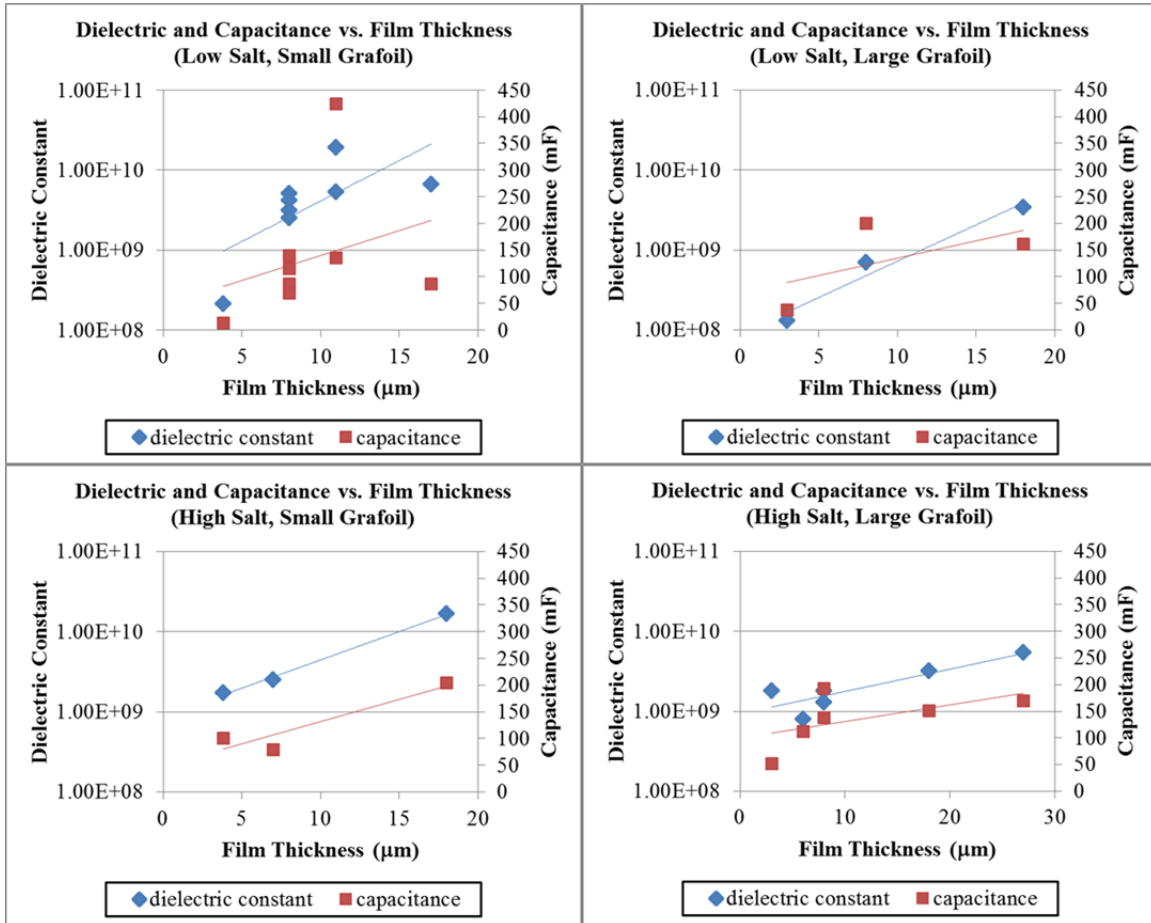 Dielectric and Capacitance vs. Film Thickness
(Low Salt, Small Grafoil)
1.00E+11
1.00E+10
1.00E+09
1.00E+08
Dielectric Constant
450
400
350
300
250
200
150
100
50
0
Capacitance (mF)
0 5 10 15 20
Film Thickness (µm)
dielectric constant capacitance
Dielectric and Capacitance vs. Film Thickness
(Low Salt, Large Grafoil)
1.00E+11
1.00E+10
1.00E+09
1.00E+08
Dielectric Constant
450
400
350
300
250
200
150
100
50
0
Capacitance (mF)
0 5 10 15 20
Film Thickness (µm)
dielectric constant capacitance
Dielectric and Capacitance vs. Film Thickness
(High Salt, Small Grafoil)
1.00E+11
1.00E+10
1.00E+09
1.00E+08
Dielectric Constant
450
400
350
300
250
200
150
100
50
0
Capacitance (mF)
0 5 10 15 20
Film Thickness (µm)
dielectric constant capacitance
Dielectric and Capacitance vs. Film Thickness
(High Salt, Large Grafoil)
1.00E+11
1.00E+10
1.00E+09
1.00E+08
Dielectric Constant
450
400
350
300
250
200
150
100
50
0
Capacitance (mF)
0 10 20 30
Film Thickness (µm)
dielectric constant capacitance